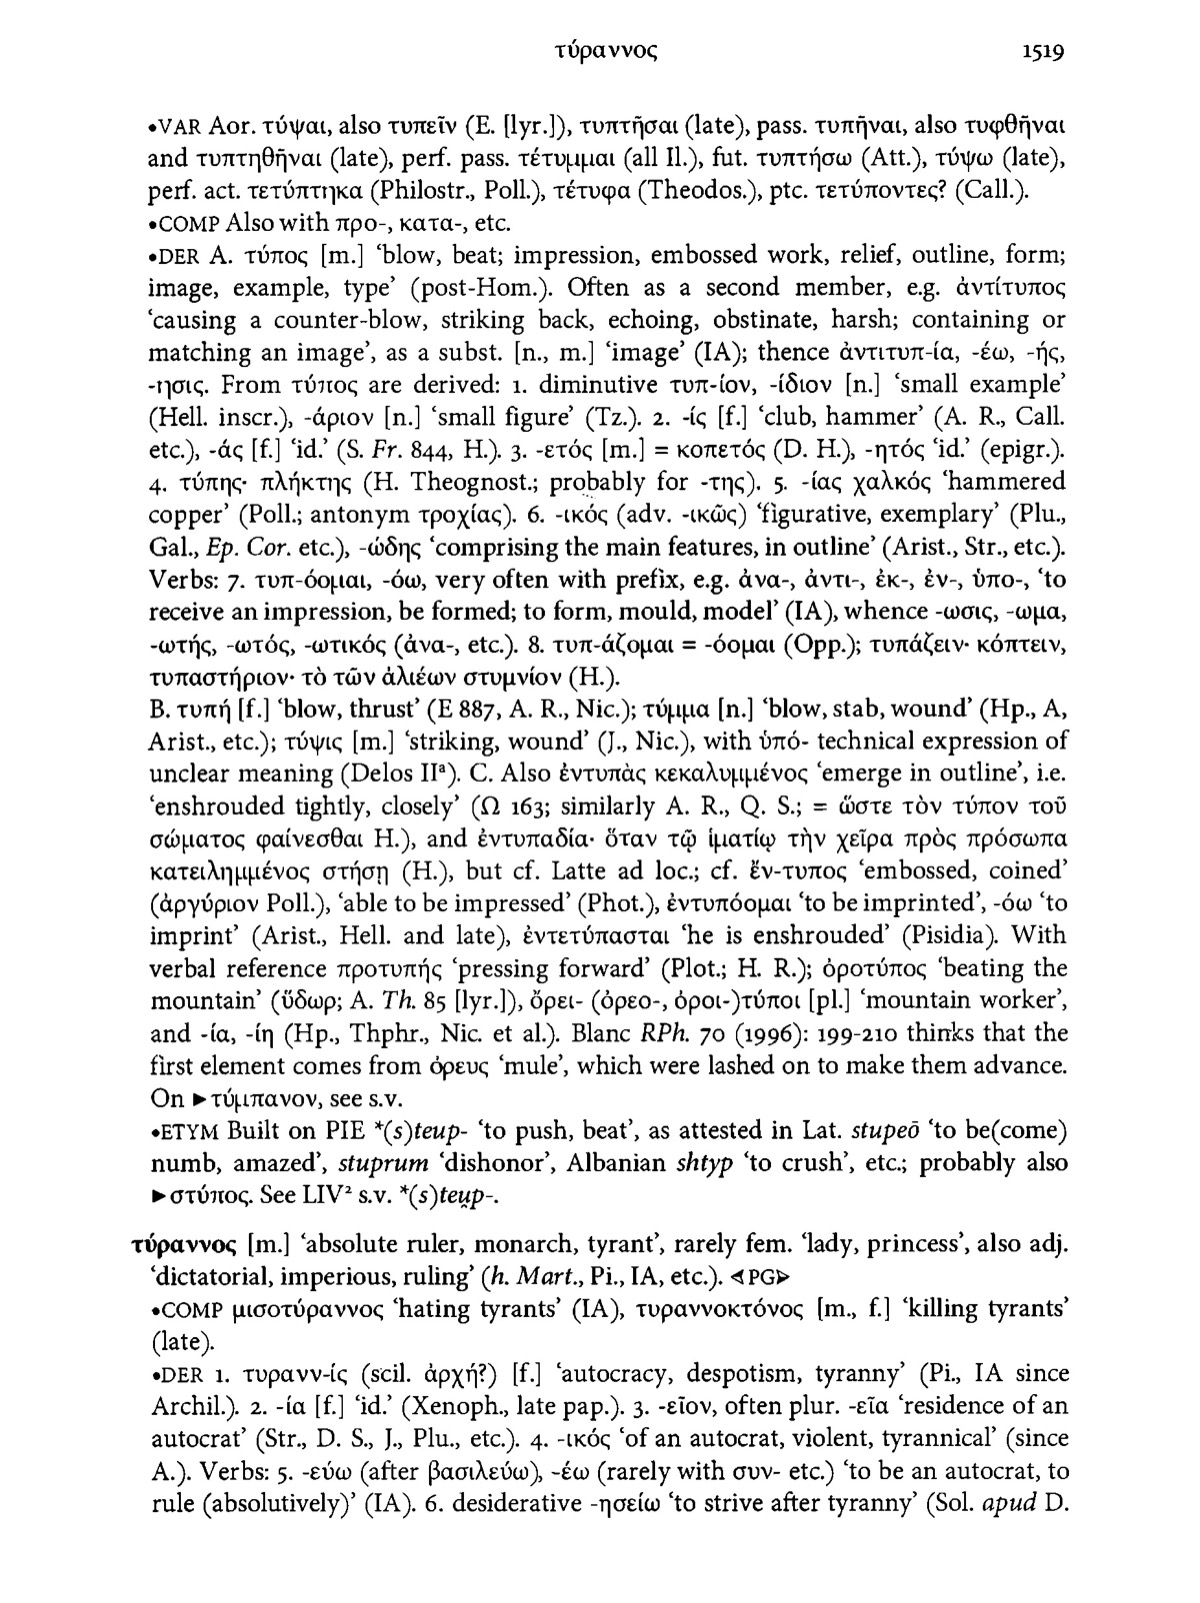 τύραννος 1519
•VAR Aor. τύψαι, also τυπεῖν (E. [lyr.]), τυπτῆσαι (late), pass. τυπῆναι, also τυφθῆναι
and τυπτηθῆναι (late), perf. pass. τέτυμμαι (all Il.), fut. τυπτήσω (Att.), τύψω (late),
perf. act. τετύπτηκα (Philostr., Poll.), τέτυφα (Theodos.), ptc. τετύποντες? (Call.).
•COMP Also with προ-, κατα-, etc.
•DER A. τύπος [m.] ‘blow, beat; impression, embossed work, relief, outline, form;
image, example, type’ (post-Hom.). Often as a second member, e.g. ἀντίτυπος
‘causing a counter-blow, striking back, echoing, obstinate, harsh; containing or
matching an image’, as a subst. [n., m.] ‘image’ (IA); thence ἀντιτυπ-ία, -έω, -ής,
-ησις. From τύπος are derived: 1. diminutive τυπ-ίον, -ίδιον [n.] ‘small example’
(Hell. inscr.), -άριον [n.] ‘small figure’ (Tz.). 2. -ίς [f.] ‘club, hammer’ (A. R., Call.
etc.), -άς [f.] ‘id.’ (S. Fr. 844, H.). 3. -ετός [m.] = κοπετός (D. H.), -ητός ‘id.’ (epigr.).
4. τύπης· πλήκτης (H. Theognost.; probably for -της). 5. -ίας χαλκός ‘hammered
copper’ (Poll.; antonym τροχίας). 6. -ικός (adv. -ικῶς) ‘figurative, exemplary’ (Plu.,
Gal., Ep. Cor. etc.), -ώδης ‘comprising the main features, in outline’ (Arist., Str., etc.).
Verbs: 7. τυπ-όομαι, -όω, very often with prefix, e.g. ἀνα-, ἀντι-, ἐκ-, ἐν-, ὑπο-, ‘to
receive an impression, be formed; to form, mould, model’ (IA), whence -ωσις, -ωμα,
-ωτής, -ωτός, -ωτικός (ἀνα-, etc.). 8. τυπ-άζομαι = -όομαι (Opp.); τυπάζειν· κόπτειν,
τυπαστήριον· τὸ τῶν ἁλιέων στυμνίον (H.).
B. τυπή [f.] ‘blow, thrust’ (E 887, A. R., Nic.); τύμμα [n.] ‘blow, stab, wound’ (Hp., A,
Arist., etc.); τύψις [m.] ‘striking, wound’ (J., Nic.), with ὑπό- technical expression of
unclear meaning (Delos IIᵃ). C. Also ἐντυπὰς κεκαλυμμένος ‘emerge in outline’, i.e.
‘enshrouded tightly, closely’ (Ω 163; similarly A. R., Q. S.; = ὥστε τὸν τύπον τοῦ
σώματος φαίνεσθαι H.), and ἐντυπαδία· ὅταν τῷ ἱματίῳ τὴν χεῖρα πρὸς πρόσωπα
κατειλημμένος στήσῃ (H.), but cf. Latte ad loc.; cf. ἔν-τυπος ‘embossed, coined’
(ἀργύριον Poll.), ‘able to be impressed’ (Phot.), ἐντυπόομαι ‘to be imprinted’, -όω ‘to
imprint’ (Arist., Hell. and late), ἐντετύπασται ‘he is enshrouded’ (Pisidia). With
verbal reference προτυπής ‘pressing forward’ (Plot.; H. R.); ὀροτύπος ‘beating the
mountain’ (ὕδωρ; A. Th. 85 [lyr.]), ὄρει- (ὀρεο-, ὀροι-)τύποι [pl.] ‘mountain worker’,
and -ία, -ίη (Hp., Thphr., Nic. et al.). Blanc RPh. 70 (1996): 199-210 thinks that the
first element comes from ὀρευς ‘mule’, which were lashed on to make them advance.
On ►τύμπανον, see s.v.
•ETYM Built on PIE *(s)teup- ‘to push, beat’, as attested in Lat. stupeō ‘to be(come)
numb, amazed’, stuprum ‘dishonor’, Albanian shtyp ‘to crush’, etc.; probably also
►στύπος. See LIV² s.v. *(s)teu̯p-.
τύραννος [m.] ‘absolute ruler, monarch, tyrant’, rarely fem. ‘lady, princess’, also adj.
‘dictatorial, imperious, ruling’ (h. Mart., Pi., IA, etc.). ⊲PG⊳
•COMP μισοτύραννος ‘hating tyrants’ (IA), τυραννοκτόνος [m., f.] ‘killing tyrants’
(late).
•DER 1. τυρανν-ίς (scil. ἀρχή?) [f.] ‘autocracy, despotism, tyranny’ (Pi., IA since
Archil.). 2. -ία [f.] ‘id.’ (Xenoph., late pap.). 3. -εῖον, often plur. -εῖα ‘residence of an
autocrat’ (Str., D. S., J., Plu., etc.). 4. -ικός ‘of an autocrat, violent, tyrannical’ (since
A.). Verbs: 5. -εύω (after βασιλεύω), -έω (rarely with συν- etc.) ‘to be an autocrat, to
rule (absolutively)’ (IA). 6. desiderative -ησείω ‘to strive after tyranny’ (Sol. apud D.